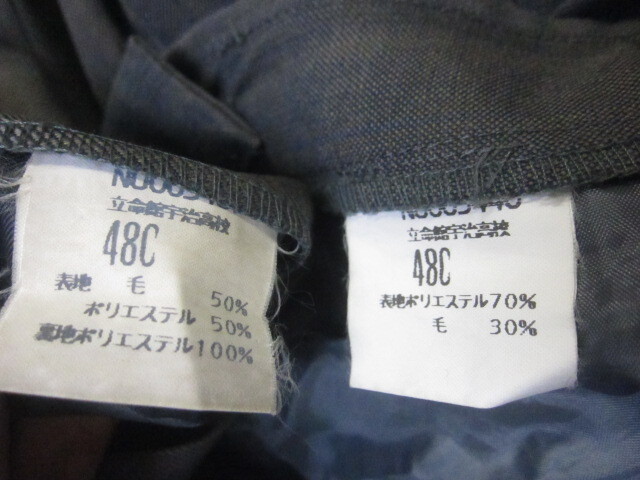 立命館宇治高校
48C
表地 毛 50%
ポリエステル 50%
裏地ポリエステル100%
立命館宇治高校
48C
表地ポリエステル70%
毛 30%